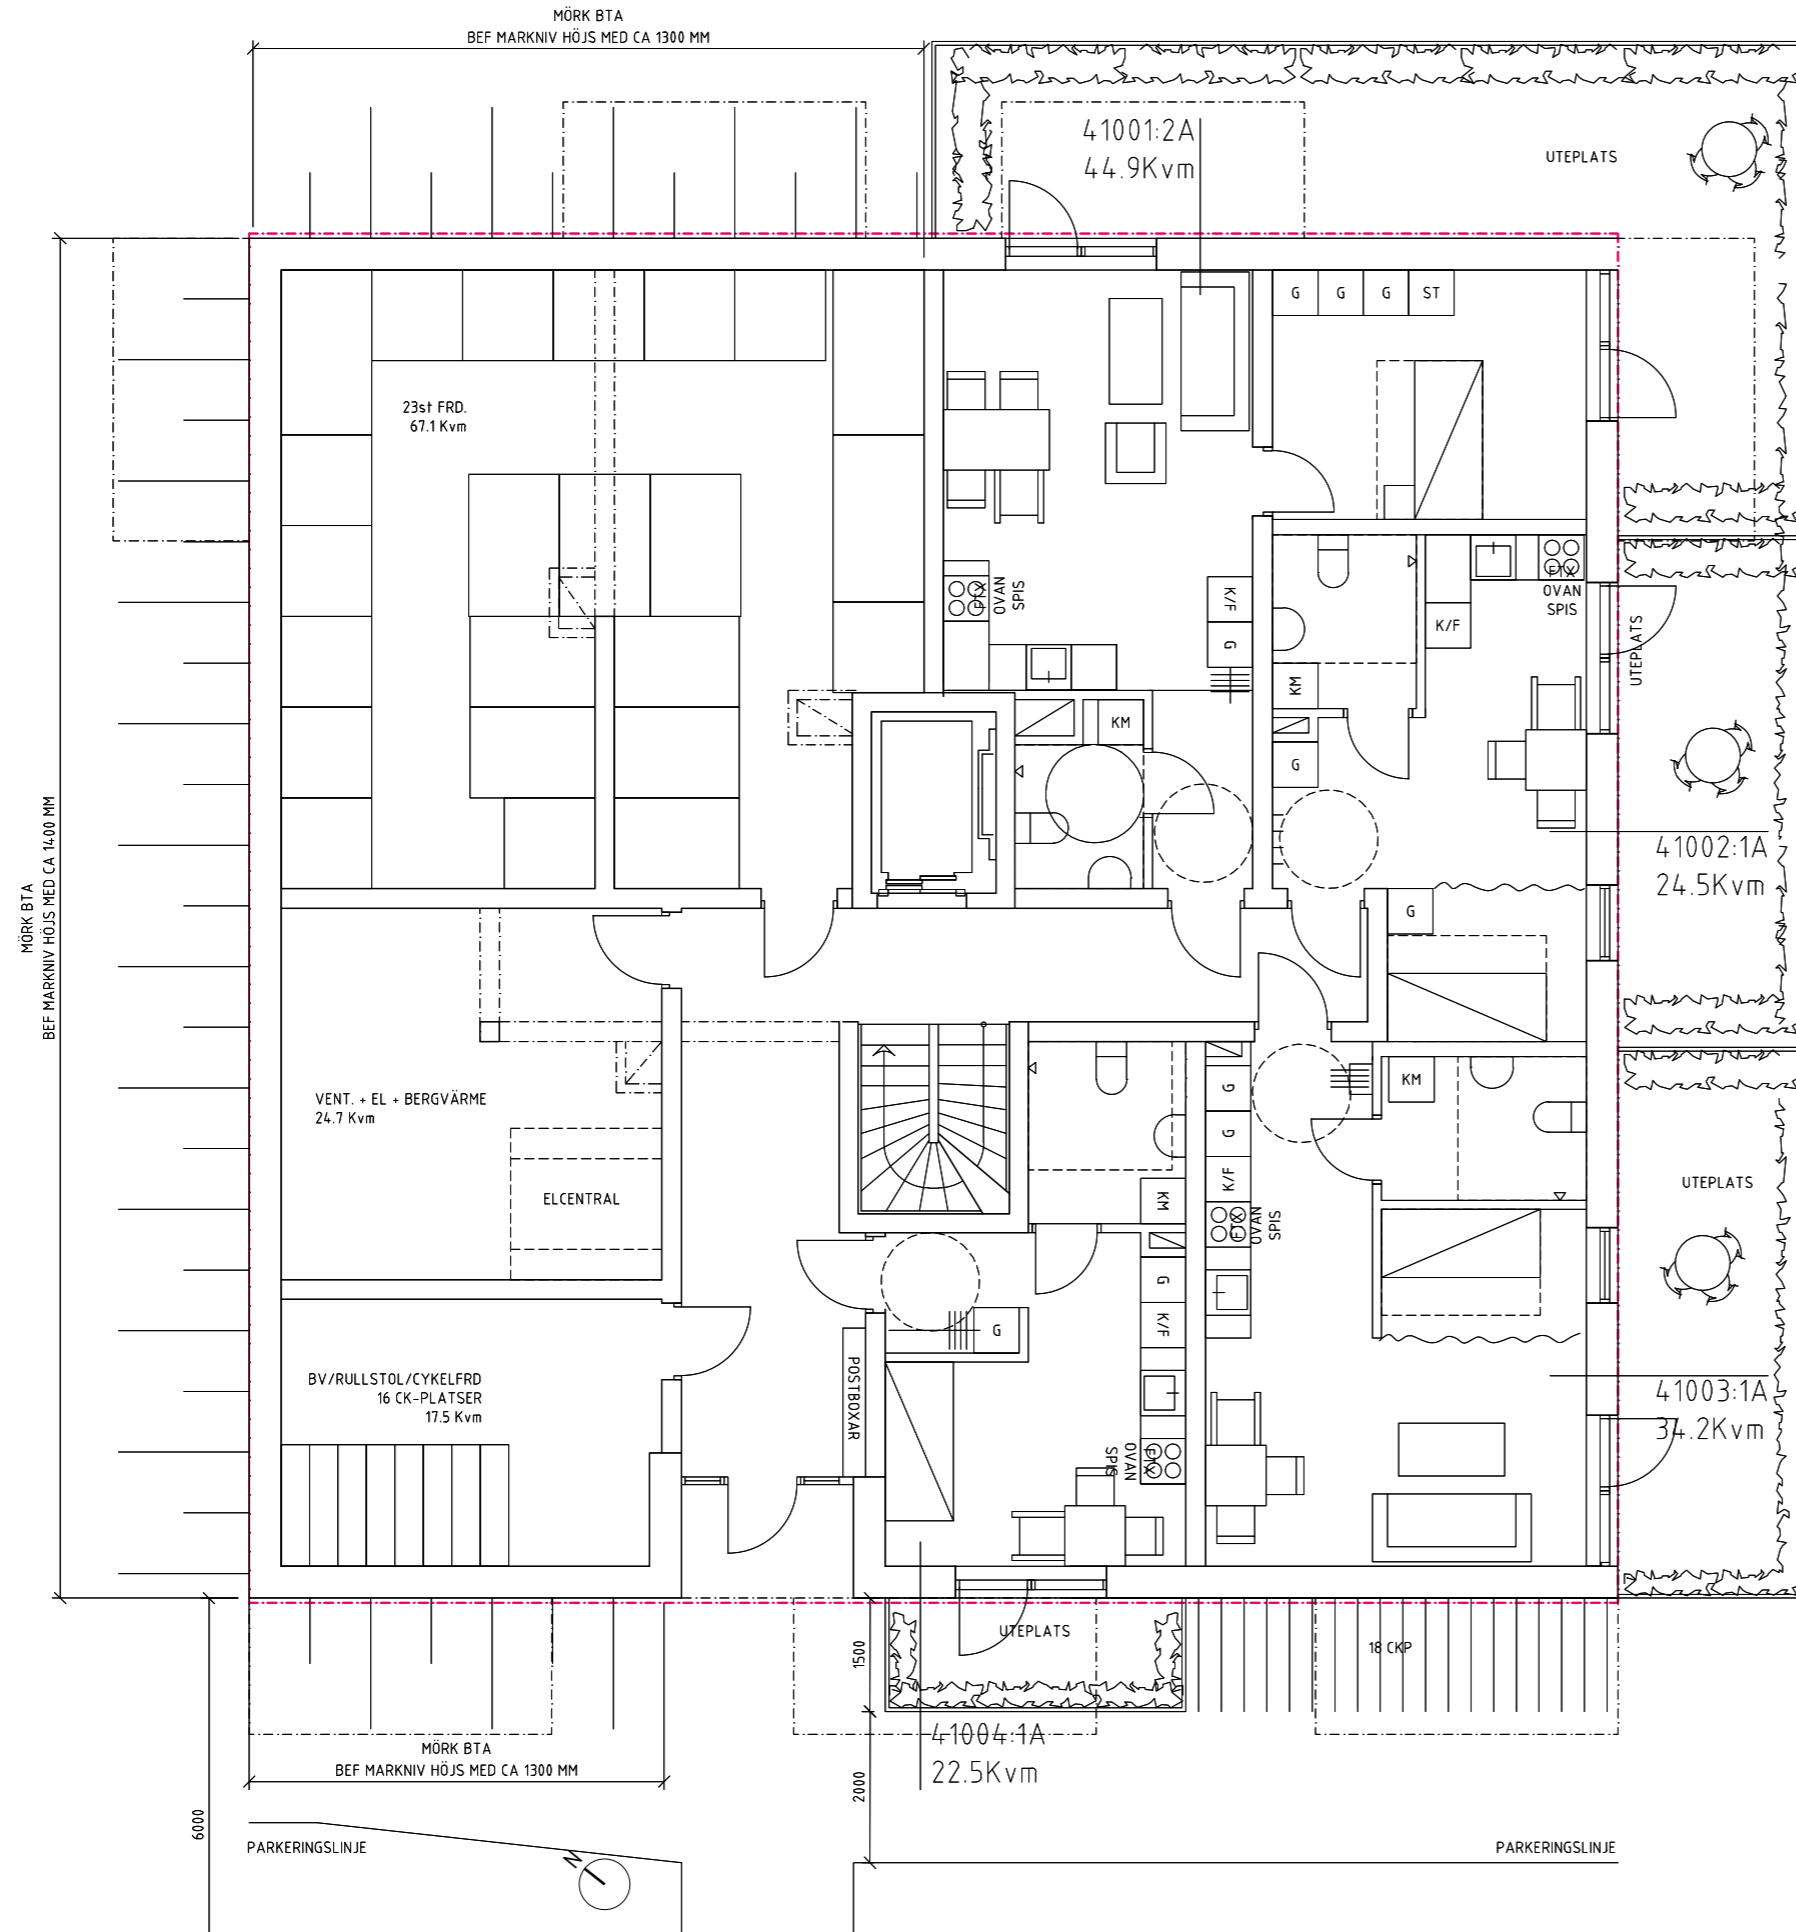 MÖRK BTA
BEF MARKNIV HÖJS MED CA 1300 MM
41001:2A
44.9Kvm
UTEPLATS
G
G
G
ST
23st FRD.
67.1 Kvm
FTX
OVAN
SPIS
K/F
G
FTX
OVAN
SPIS
K/F
UTEPLATS
KM
KM
G
41002:1A
24.5Kvm
MÖRK BTA
BEF MARKNIV HÖJS MED CA 1400 MM
G
VENT. + EL + BERGVÄRME
24.7 Kvm
G
G
K/F
KM
ELCENTRAL
KM
FTX
OVAN
SPIS
UTEPLATS
G
K/F
G
BV/RULLSTOL/CYKELFRD
16 CK-PLATSER
17.5 Kvm
POSTBOXAR
FTX
OVAN
SPIS
41003:1A
34.2Kvm
UTEPLATS
18 CKP
1500
41004:1A
22.5Kvm
MÖRK BTA
BEF MARKNIV HÖJS MED CA 1300 MM
2000
6000
PARKERINGSLINJE
N
PARKERINGSLINJE